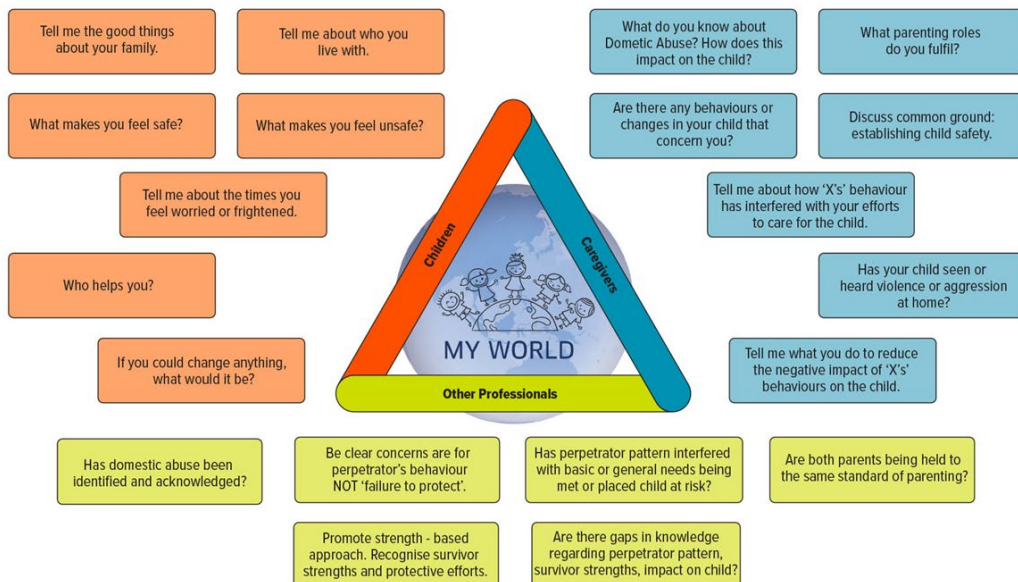 Tell me the good things
about your family.
Tell me about who you
live with.
What makes you feel safe?
What makes you feel unsafe?
Tell me about the times you
feel worried or frightened.
Who helps you?
If you could change anything,
what would it be?
What do you know about
Dometic Abuse? How does this
impact on the child?
What parenting roles
do you fulfil?
Are there any behaviours or
changes in your child that
concern you?
Discuss common ground:
establishing child safety.
Tell me about how ‘X's’ behaviour
has interfered with your efforts
to care for the child.
Has your child seen or
heard violence or aggression
at home?
Tell me what you do to reduce
the negative impact of ‘X's’
behaviours on the child.
Children
Caregivers
MY WORLD
Other Professionals
Has domestic abuse been
identified and acknowledged?
Be clear concerns are for
perpetrator's behaviour
NOT ‘failure to protect’.
Has perpetrator pattern interfered
with basic or general needs being
met or placed child at risk?
Are both parents being held to
the same standard of parenting?
Promote strength - based
approach. Recognise survivor
strengths and protective efforts.
Are there gaps in knowledge
regarding perpetrator pattern,
survivor strengths, impact on child?